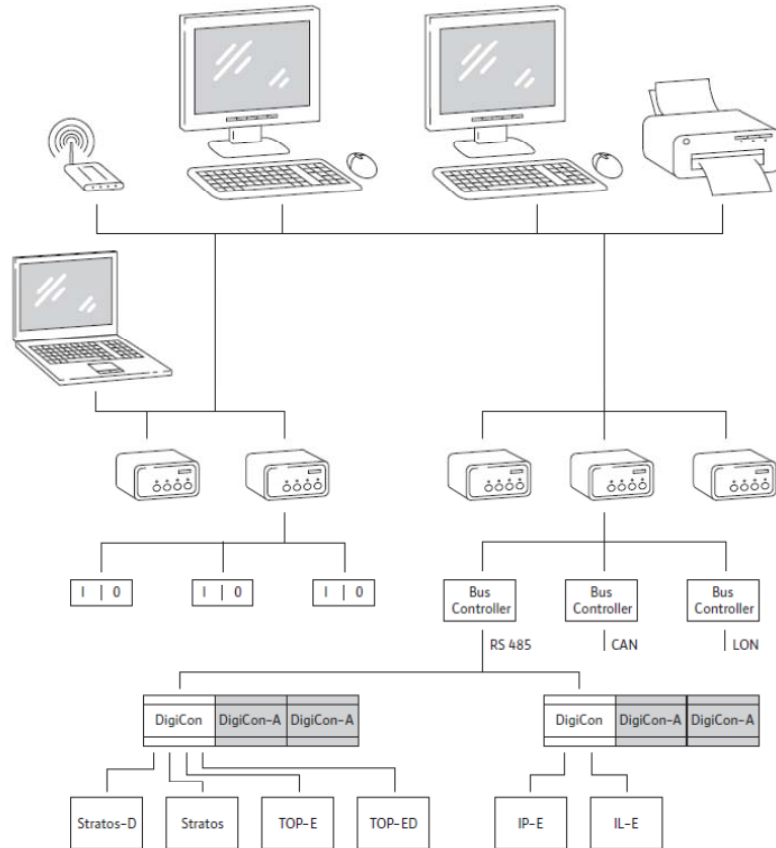 I | 0
I | 0
I | 0
Bus
Controller
Bus
Controller
Bus
Controller
RS 485
CAN
LON
DigiCon
DigiCon-A
DigiCon-A
DigiCon
DigiCon-A
DigiCon-A
Stratos-D
Stratos
TOP-E
TOP-ED
IP-E
IL-E